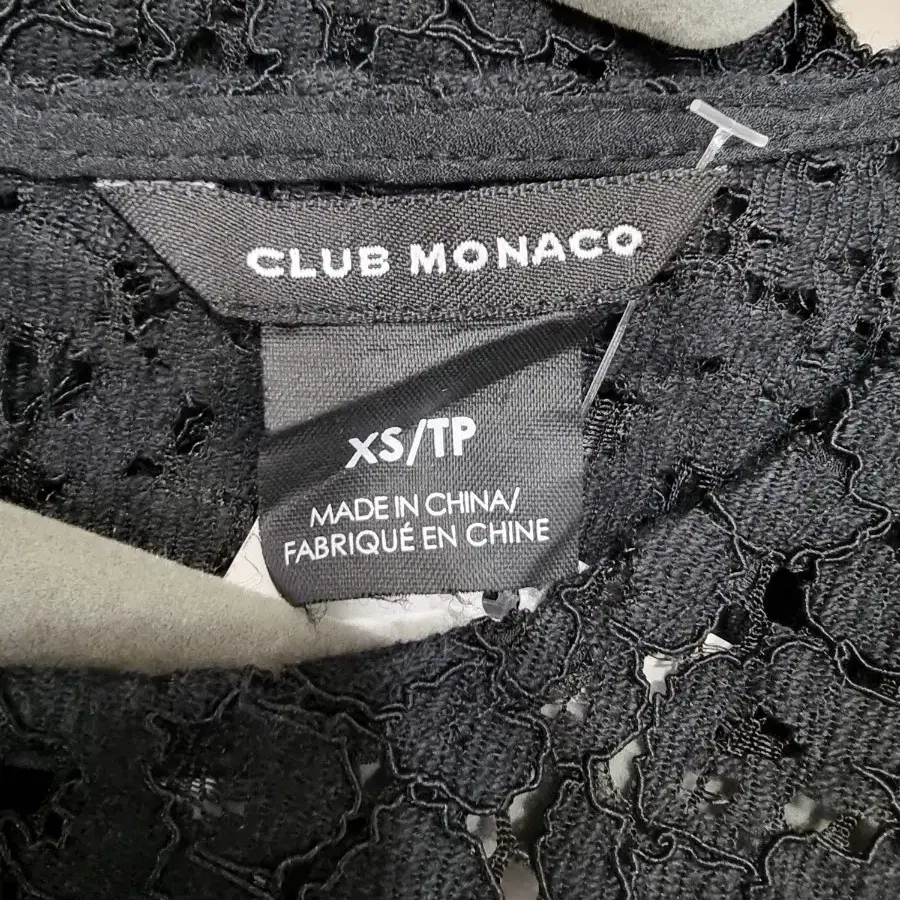 CLUB MONACO
XS/TP
MADE IN CHINA/
FABRIQUÉ EN CHINE